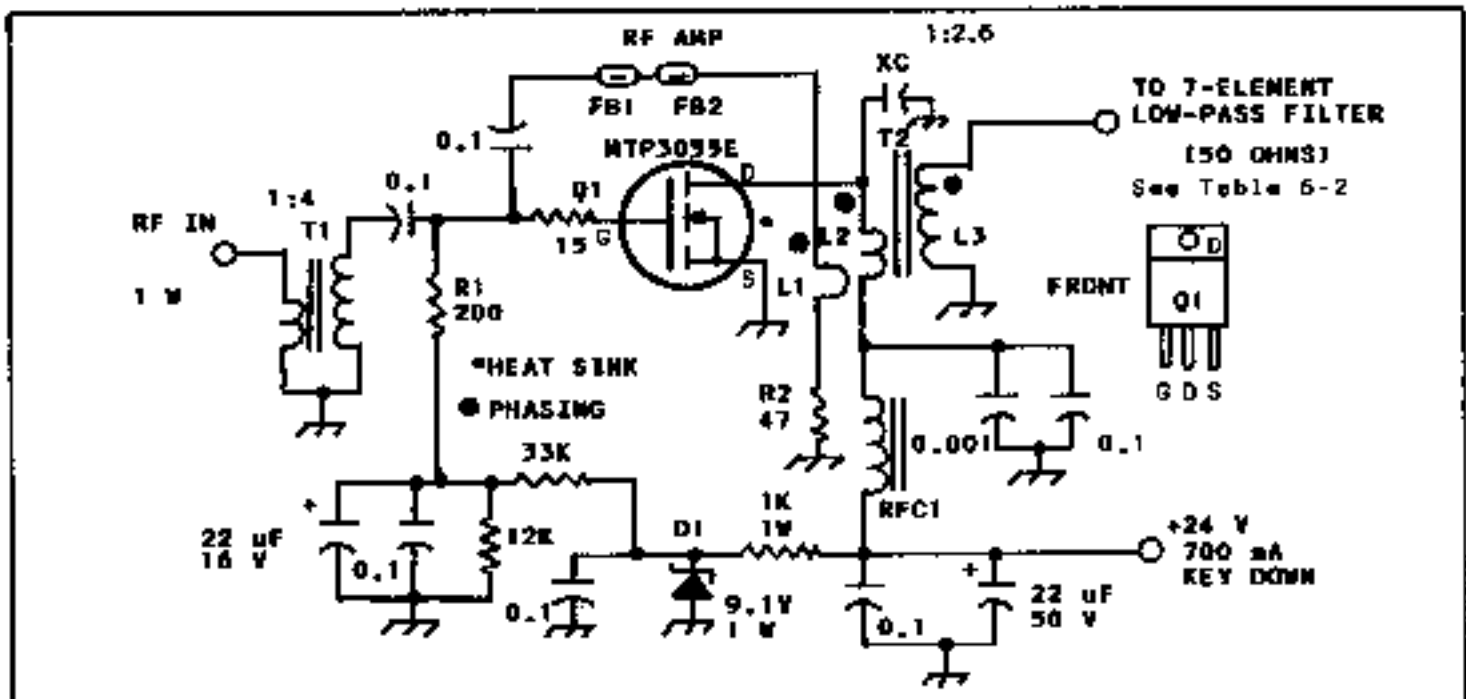 1:2.6
RF AMP
XC
FB1
FB2
TO 7-ELEMENT
LOW-PASS FILTER
(50 OHMS)
See Table 6-2
T2
0.1
MTP3055E
D
0.1
Q1
1:4
T1
RF IN
15
G
S
L2
L3
L1
1 W
R1
200
FRONT
D
Q1
G D S
*HEAT SINK
● PHASING
R2
47
0.001
0.1
33K
RFC1
1K
1W
+24 V
700 mA
KEY DOWN
+
22 uF
16 V
0.1
12K
D1
0.1
9.1V
1 W
0.1
+
22 uF
50 V